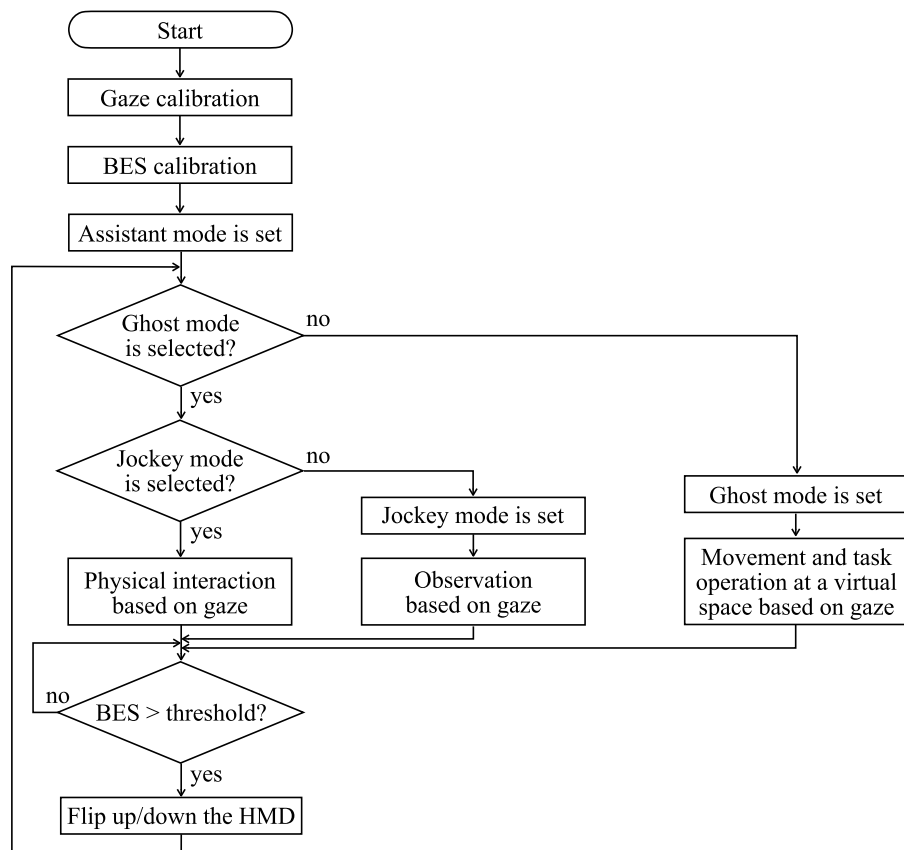 Start
Gaze calibration
BES calibration
Assistant mode is set
Ghost mode
is selected?
no
yes
Jockey mode
is selected?
no
yes
Jockey mode is set
Ghost mode is set
Physical interaction
based on gaze
Observation
based on gaze
Movement and task
operation at a virtual
space based on gaze
no
BES > threshold?
yes
Flip up/down the HMD